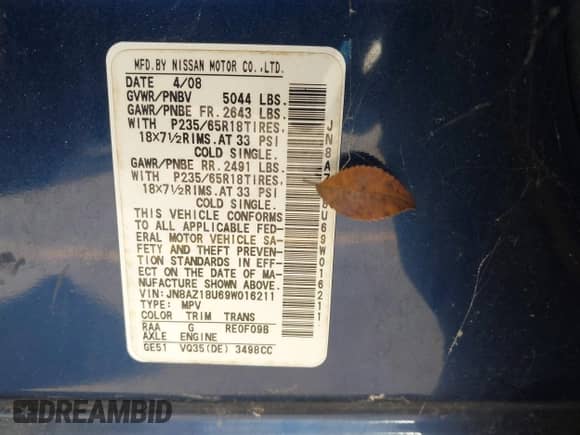 MFD.BY NISSAN MOTOR CO.,LTD.
DATE 4/08
GVWR/PNBV 5044 LBS.
GAWR/PNBE FR. 2643 LBS.
WITH P235/65R18TIRES,
18X7½RIMS.AT 33 PSI
COLD SINGLE.
GAWR/PNBE RR. 2491 LBS.
WITH P235/65R18TIRES,
18X7½RIMS.AT 33 PSI
COLD SINGLE.
THIS VEHICLE CONFORMS
TO ALL APPLICABLE FED-
ERAL MOTOR VEHICLE SA-
FETY AND THEFT PREVEN-
TION STANDARDS IN EFF-
ECT ON THE DATE OF MA-
NUFACTURE SHOWN ABOVE.
VIN: JN8AZ18U69W016211
TYPE: MPV
COLOR TRIM TRANS
RAA G RE0F09B
AXLE ENGINE
GE51 VQ35(DE) 3498CC
JN8AZ U69W016211
DREAMBID